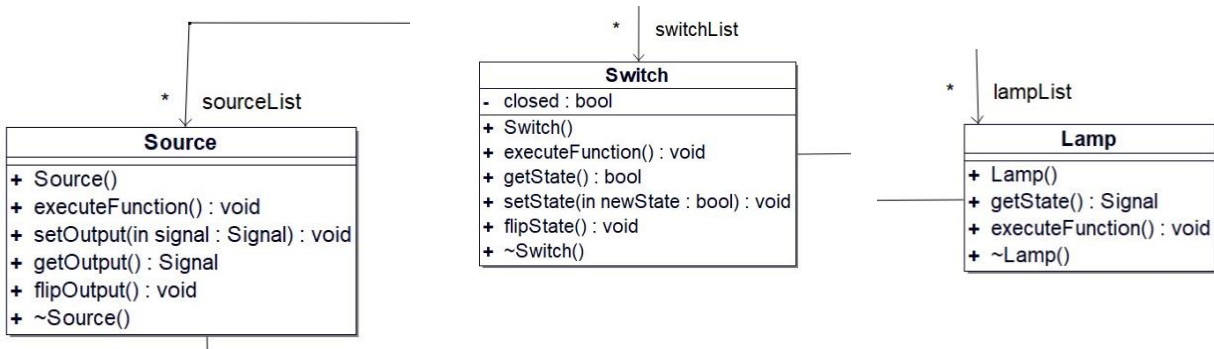 * sourceList
Source
+ Source()
+ executeFunction() : void
+ setOutput(in signal : Signal) : void
+ getOutput() : Signal
+ flipOutput() : void
+ ~Source()
* switchList
Switch
- closed : bool
+ Switch()
+ executeFunction() : void
+ getState() : bool
+ setState(in newState : bool) : void
+ flipState() : void
+ ~Switch()
* lampList
Lamp
+ Lamp()
+ getState() : Signal
+ executeFunction() : void
+ ~Lamp()